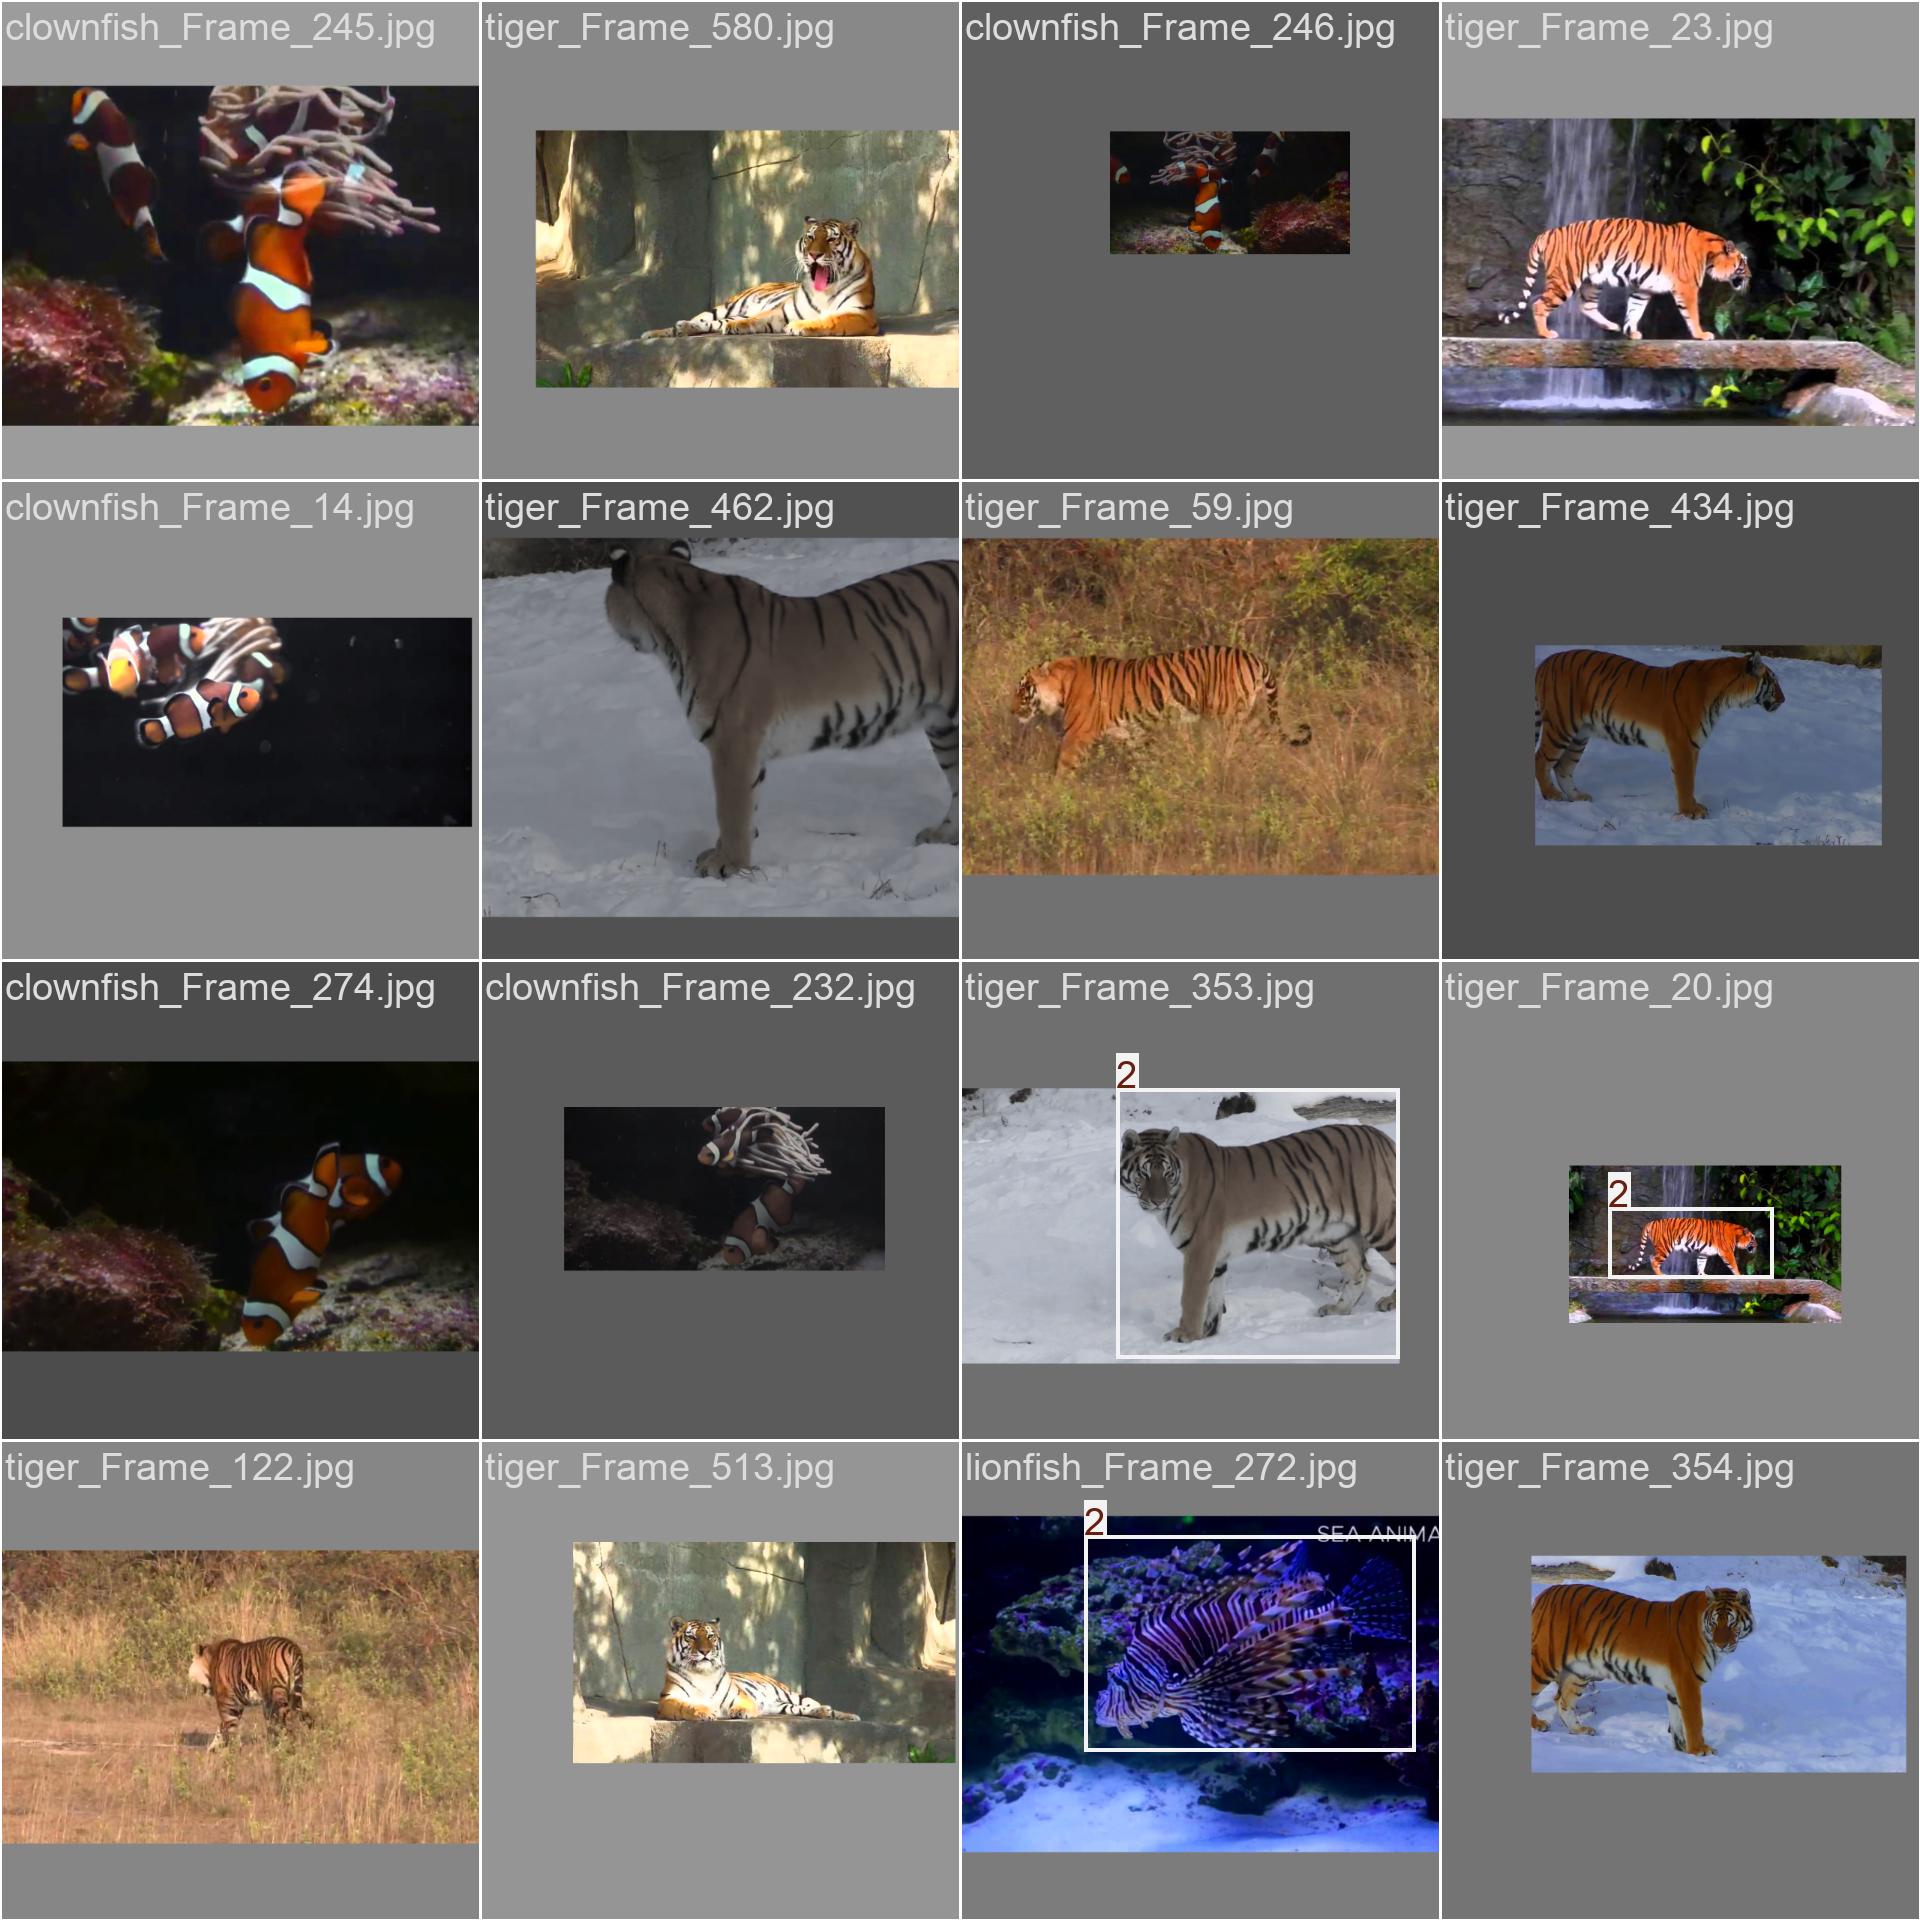 clownfish_Frame_245.jpg
tiger_Frame_580.jpg
clownfish_Frame_246.jpg
tiger_Frame_23.jpg
clownfish_Frame_14.jpg
tiger_Frame_462.jpg
tiger_Frame_59.jpg
tiger_Frame_434.jpg
clownfish_Frame_274.jpg
clownfish_Frame_232.jpg
tiger_Frame_353.jpg
2
tiger_Frame_20.jpg
2
tiger_Frame_122.jpg
tiger_Frame_513.jpg
lionfish_Frame_272.jpg
2
SEA ANIMA
tiger_Frame_354.jpg